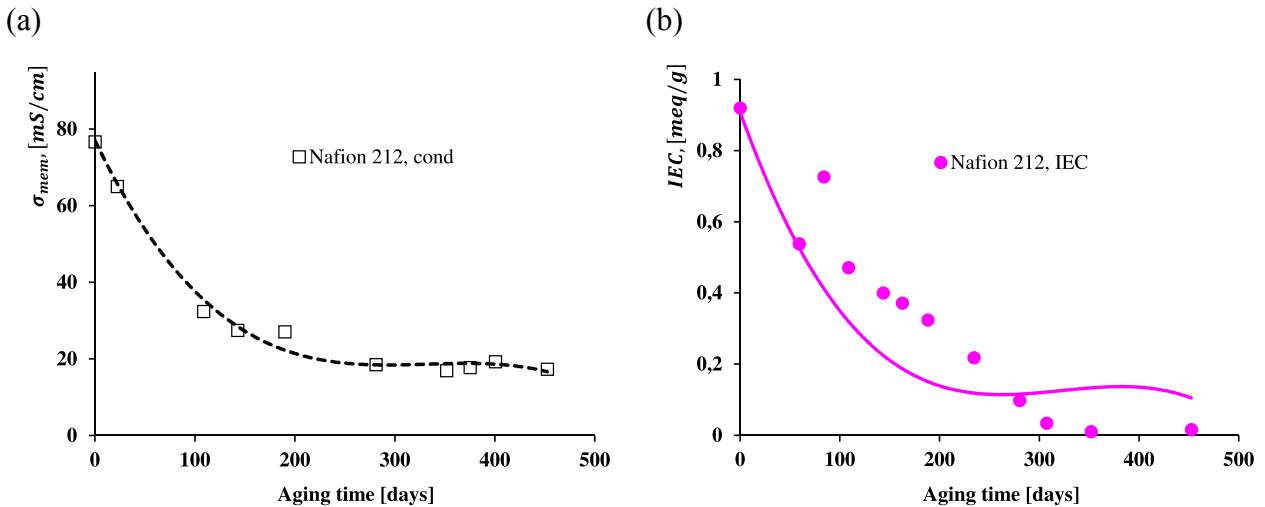 (a)
(b)
σmem, [mS/cm]
80
60
40
20
0
Nafion 212, cond
0 100 200 300 400 500
Aging time [days]
IEC, [meq/g]
1
0,8
0,6
0,4
0,2
0
Nafion 212, IEC
0 100 200 300 400 500
Aging time [days]